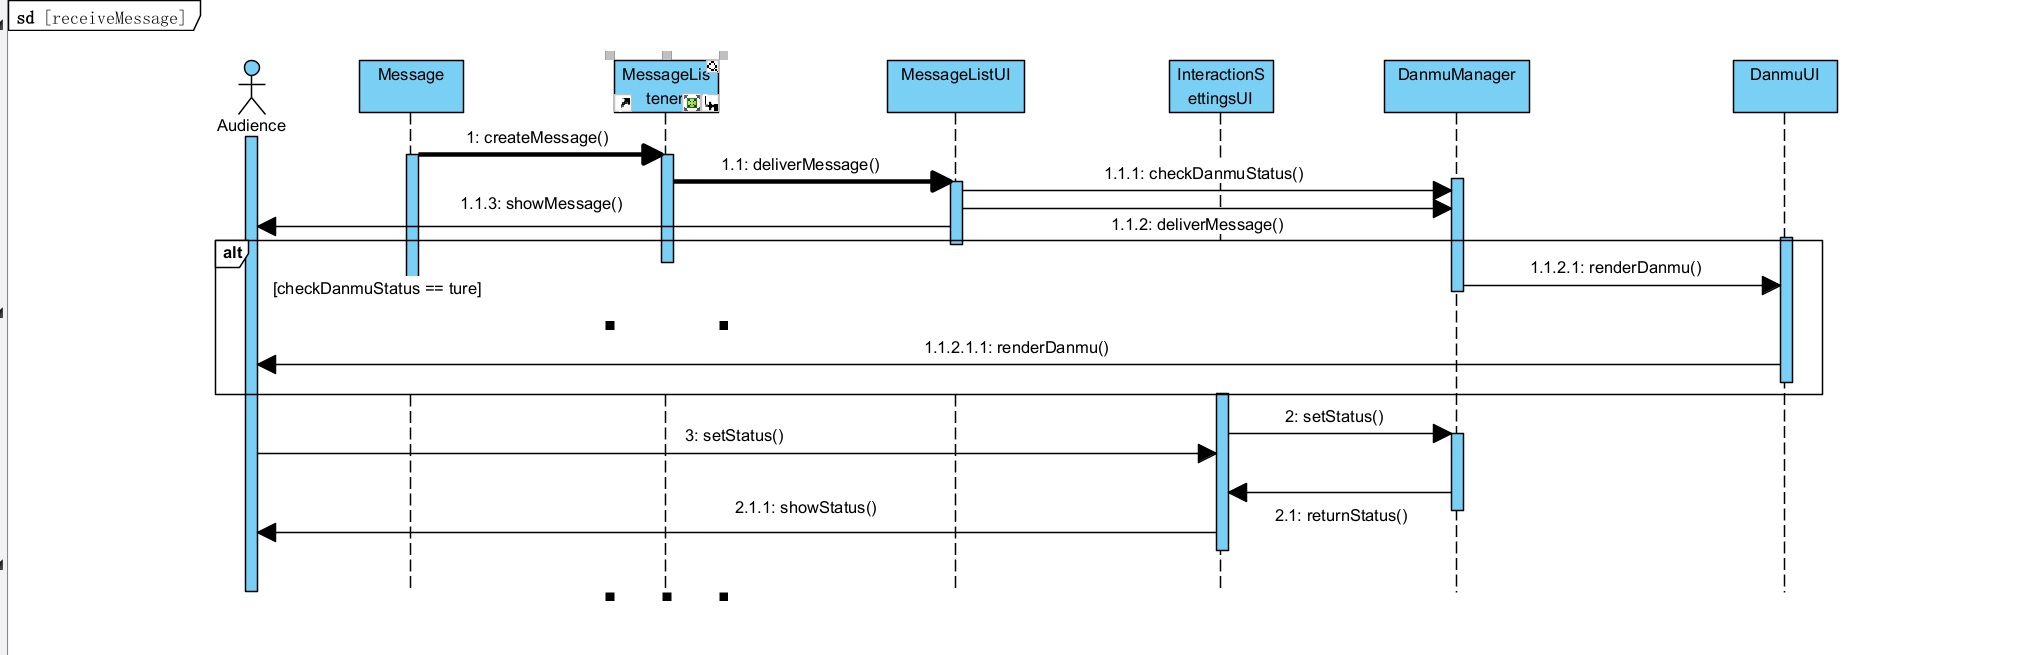 sd [receiveMessage]
Audience
Message
MessageLis
tener
MessageListUI
InteractionS
ettingsUI
DanmuManager
DanmuUI
1: createMessage()
1.1: deliverMessage()
1.1.1: checkDanmuStatus()
1.1.3: showMessage()
1.1.2: deliverMessage()
alt
1.1.2.1: renderDanmu()
[checkDanmuStatus == ture]
1.1.2.1.1: renderDanmu()
2: setStatus()
3: setStatus()
2.1.1: showStatus()
2.1: returnStatus()